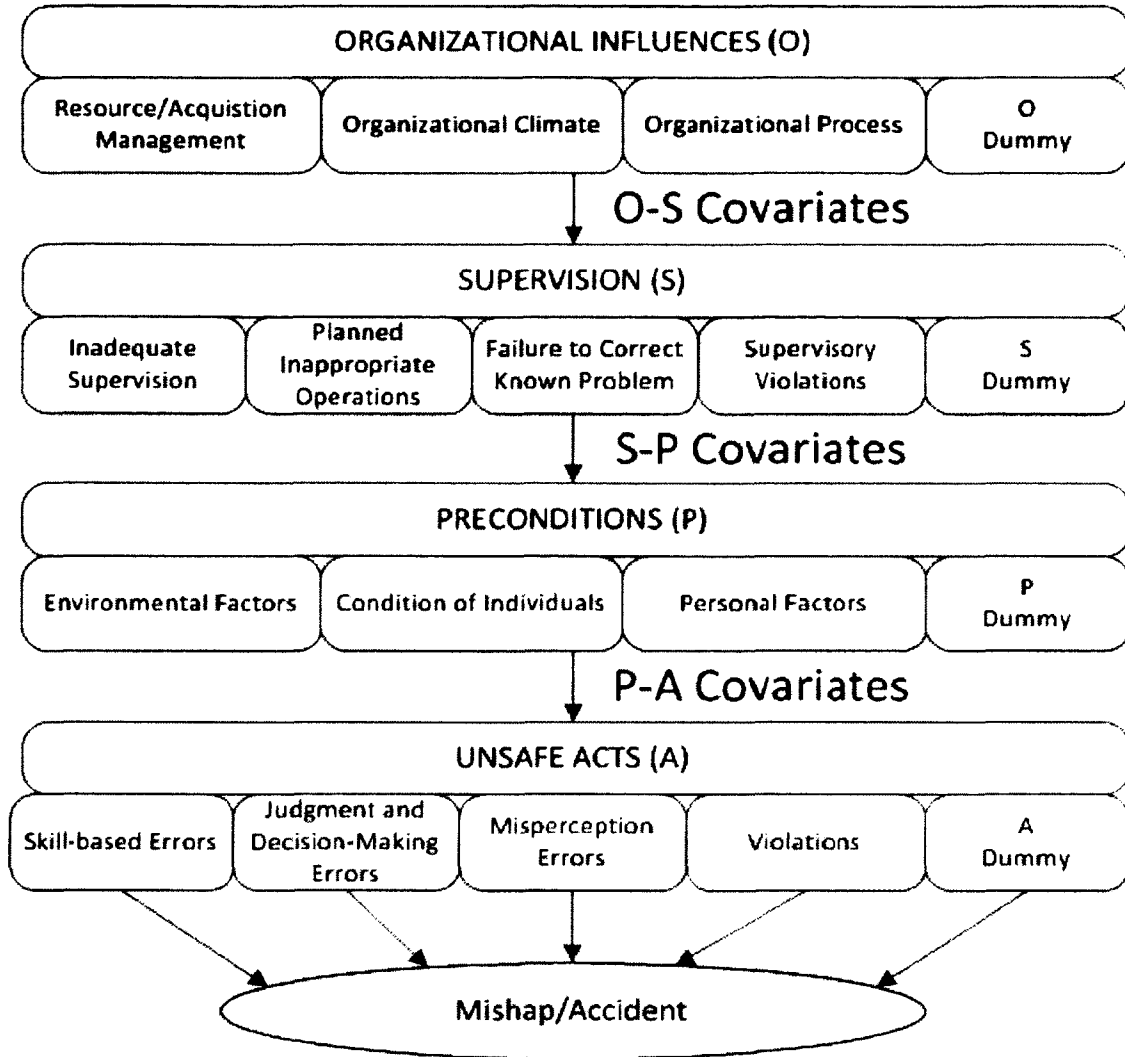 ORGANIZATIONAL INFLUENCES (O)
Resource/Acquistion
Management
Organizational Climate
Organizational Process
O
Dummy
O-S Covariates
SUPERVISION (S)
Inadequate
Supervision
Planned
Inappropriate
Operations
Failure to Correct
Known Problem
Supervisory
Violations
S
Dummy
S-P Covariates
PRECONDITIONS (P)
Environmental Factors
Condition of Individuals
Personal Factors
P
Dummy
P-A Covariates
UNSAFE ACTS (A)
Skill-based Errors
Judgment and
Decision-Making
Errors
Misperception
Errors
Violations
A
Dummy
Mishap/Accident